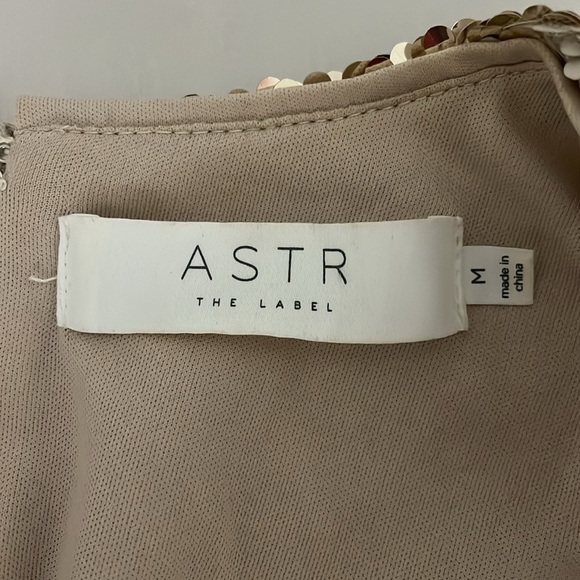 ASTR
THE LABEL
M
made in
china